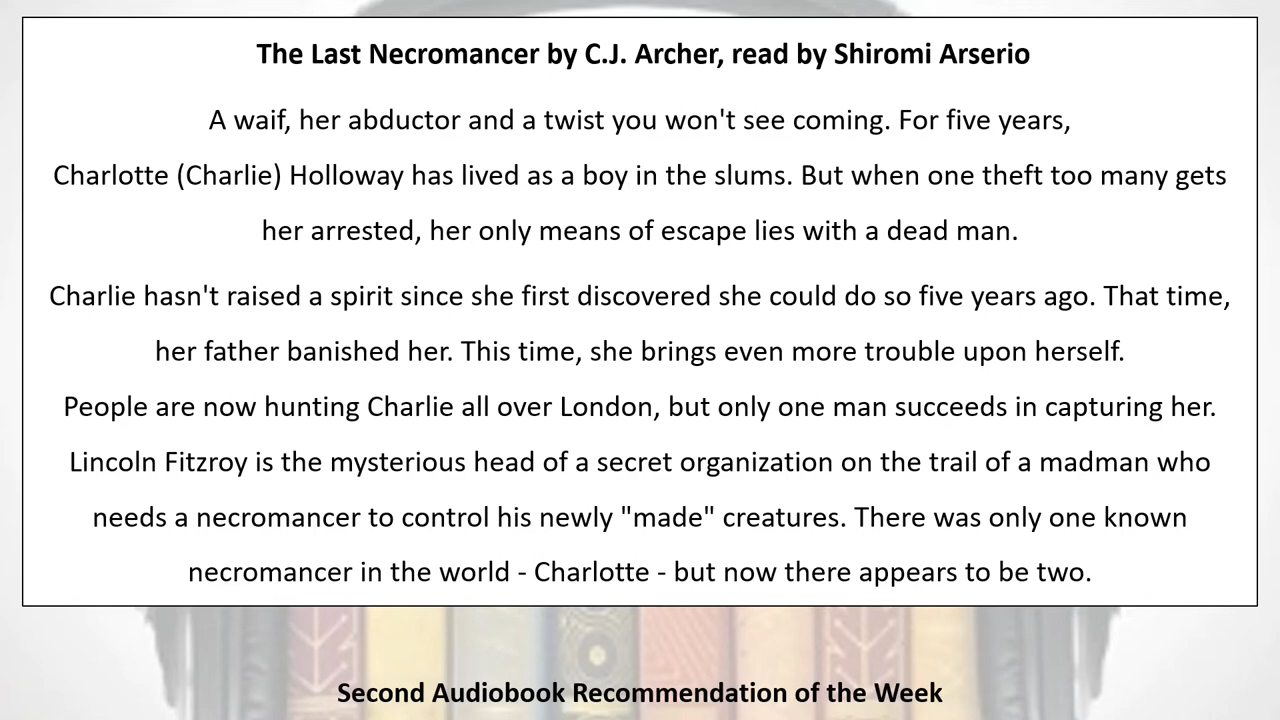 The Last Necromancer by C.J. Archer, read by Shiromi Arserio
A waif, her abductor and a twist you won't see coming. For five years,
Charlotte (Charlie) Holloway has lived as a boy in the slums. But when one theft too many gets
her arrested, her only means of escape lies with a dead man.
Charlie hasn't raised a spirit since she first discovered she could do so five years ago. That time,
her father banished her. This time, she brings even more trouble upon herself.
People are now hunting Charlie all over London, but only one man succeeds in capturing her.
Lincoln Fitzroy is the mysterious head of a secret organization on the trail of a madman who
needs a necromancer to control his newly "made" creatures. There was only one known
necromancer in the world - Charlotte - but now there appears to be two.
Second Audiobook Recommendation of the Week